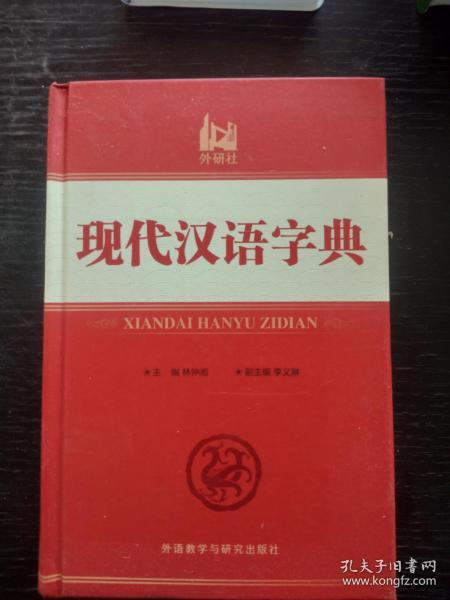 外研社
现代汉语字典
XIANDAI HANYU ZIDIAN
★主 编 林仲湘 ★副主编 李义琳
外语教学与研究出版社
孔夫子旧书网
www.kongfz.com